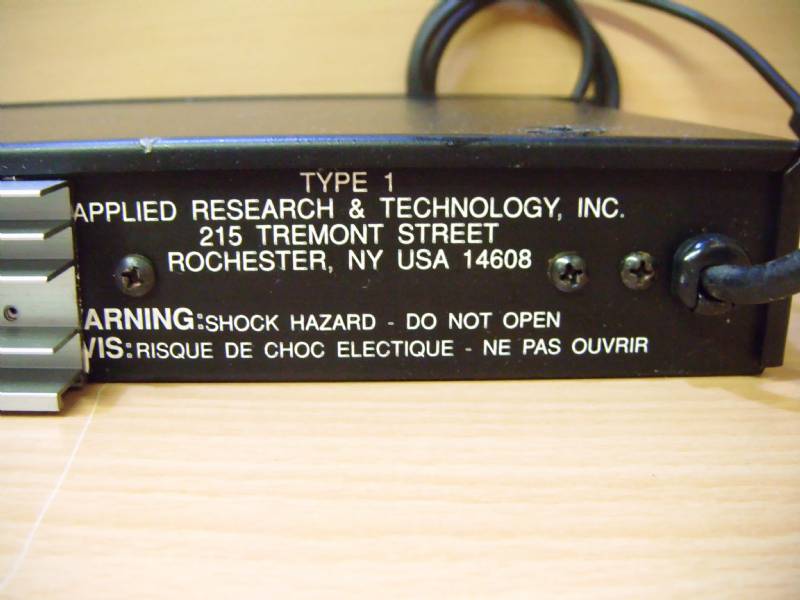 TYPE 1
APPLIED RESEARCH & TECHNOLOGY, INC.
215 TREMONT STREET
ROCHESTER, NY USA 14608
ARNING: SHOCK HAZARD - DO NOT OPEN
VIS: RISQUE DE CHOC ELECTIQUE - NE PAS OUVRIR